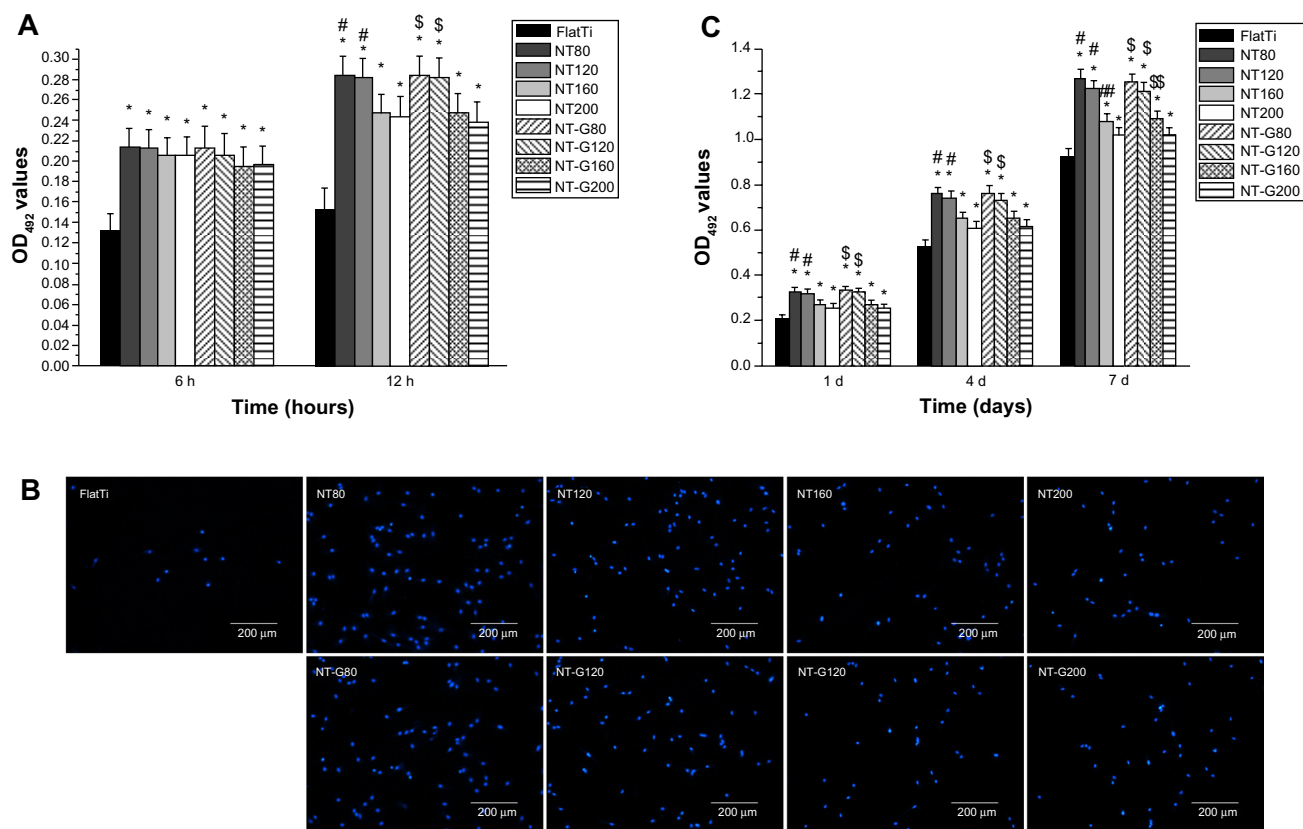 A
OD492 values
0.30
0.28
0.26
0.24
0.22
0.20
0.18
0.16
0.14
0.12
0.10
0.08
0.06
0.04
0.02
0.00
# # $ $
* * * * * * * *
* * * * * * * *
6 h 12 h
Time (hours)
FlatTi
NT80
NT120
NT160
NT200
NT-G80
NT-G120
NT-G160
NT-G200
C
OD492 values
1.4
1.2
1.0
0.8
0.6
0.4
0.2
0.0
# # $ $
* * * * * * * *
# # $ $
* * * * * * * *
# # ## $ $ $$
* * * * * * * *
1 d 4 d 7 d
Time (days)
FlatTi
NT80
NT120
NT160
NT200
NT-G80
NT-G120
NT-G160
NT-G200
B
FlatTi NT80 NT120 NT160 NT200
200 µm 200 µm 200 µm 200 µm 200 µm
NT-G80 NT-G120 NT-G120 NT-G200
200 µm 200 µm 200 µm 200 µm